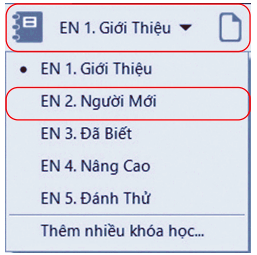 EN 1. Giới Thiệu
EN 1. Giới Thiệu
EN 2. Người Mới
EN 3. Đã Biết
EN 4. Nâng Cao
EN 5. Đánh Thử
Thêm nhiều khóa học...